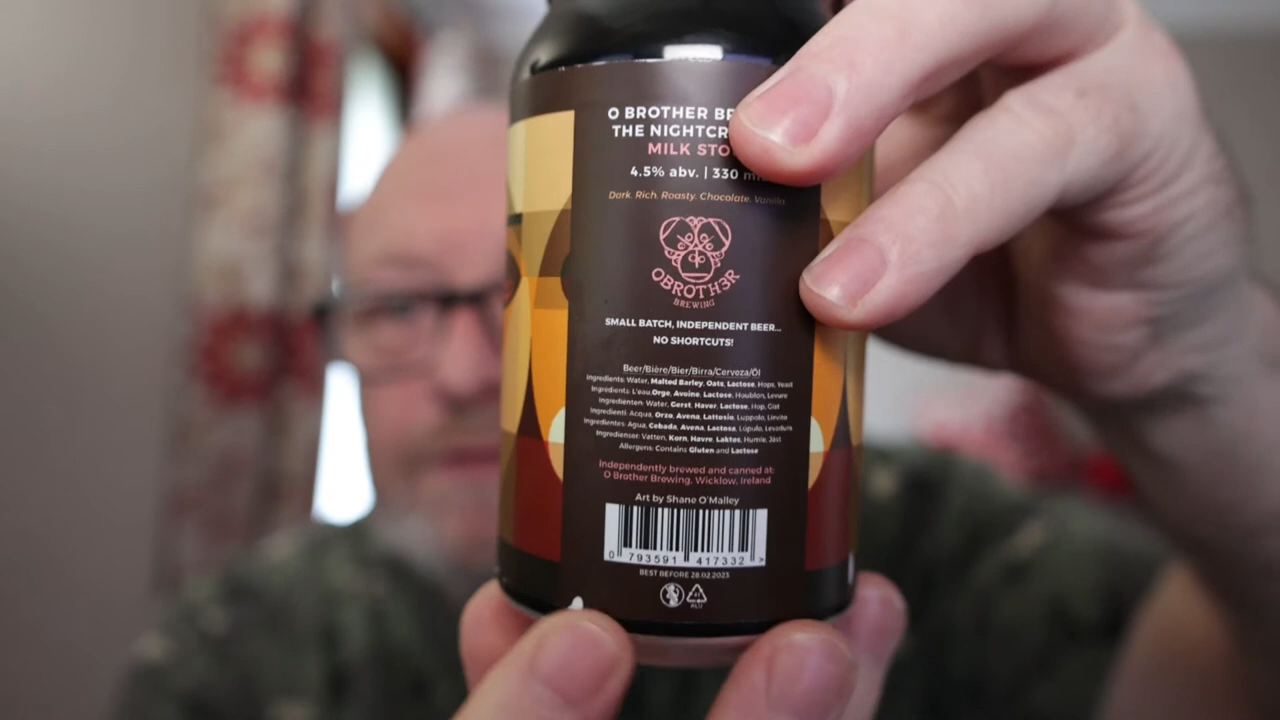 O BROTHER BR
THE NIGHTCR
MILK STO
4.5% abv. | 330 m
Dark. Rich. Roasty. Chocolate. Vanilla.
OBROTH3R
BREWING
SMALL BATCH, INDEPENDENT BEER...
NO SHORTCUTS!
Beer/Bière/Bier/Birra/Cerveza/Öl
Ingredients: Water, Malted Barley, Oats, Lactose, Hops, Yeast
Ingrédients: L'eau,Orge, Avoine, Lactose, Houblon, Levure
Ingrediënten: Water, Gerst, Haver, Lactose, Hop, Gist
Ingredienti: Acqua, Orzo, Avena, Lattosio, Luppolo, Lievito
Ingredientes: Agua, Cebada, Avena, Lactosa, Lúpulo, Levadura
Ingredienser: Vatten, Korn, Havre, Laktos, Humle, Jäst
Allergens: Contains Gluten and Lactose
Independently brewed and canned at:
O Brother Brewing, Wicklow, Ireland
Art by Shane O'Malley
0 793591 417332 >
BEST BEFORE 28.02.2023
41
ALU